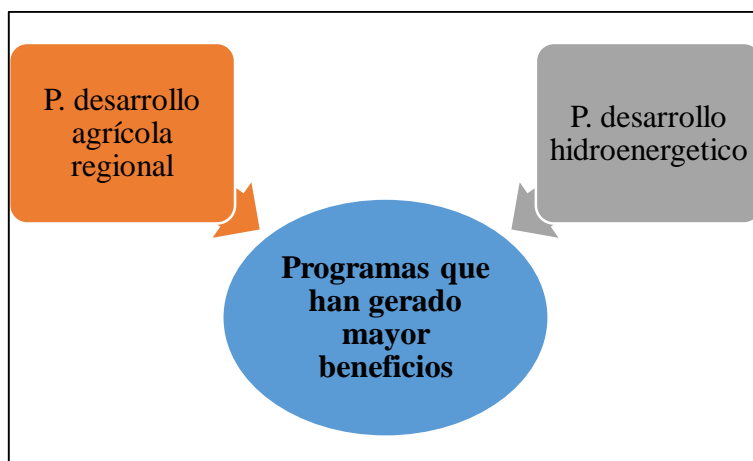 P. desarrollo
agrícola
regional
P. desarrollo
hidroenergetico
Programas que
han gerado
mayor
beneficios